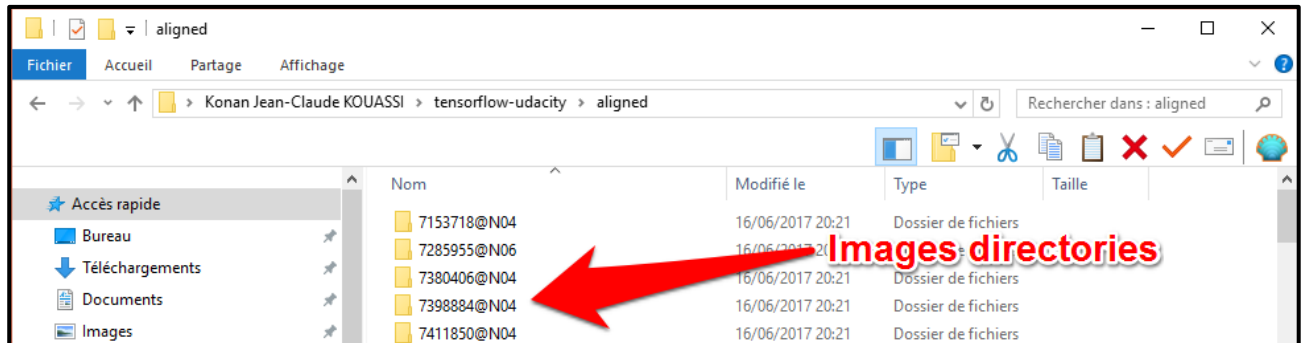 aligned
Fichier Accueil Partage Affichage
Konan Jean-Claude KOUASSI > tensorflow-udacity > aligned Rechercher dans : aligned
Nom Modifié le Type Taille
Accès rapide
Bureau
Téléchargements
Documents
Images
7153718@N04 16/06/2017 20:21 Dossier de fichiers
7285955@N06 16/06/2017
7380406@N04 16/06/2017 20:21 Dossier de fichiers
7398884@N04 16/06/2017 20:21 Dossier de fichiers
7411850@N04 16/06/2017 20:21 Dossier de fichiers
Images directories